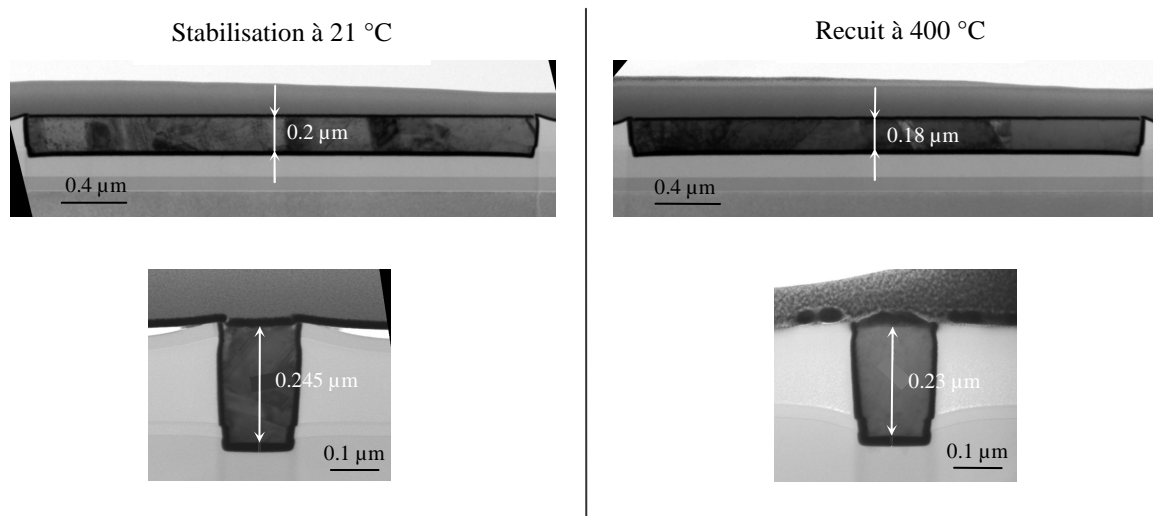 Stabilisation à 21 °C
Recuit à 400 °C
0.2 µm
0.4 µm
0.18 µm
0.4 µm
0.245 µm
0.1 µm
0.23 µm
0.1 µm